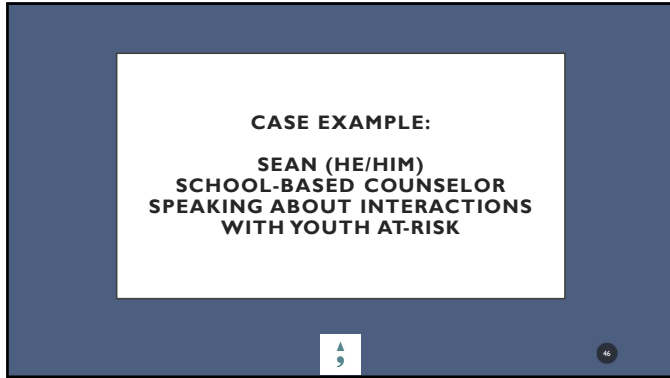 CASE EXAMPLE:
SEAN (HE/HIM)
SCHOOL-BASED COUNSELOR
SPEAKING ABOUT INTERACTIONS
WITH YOUTH AT-RISK
46